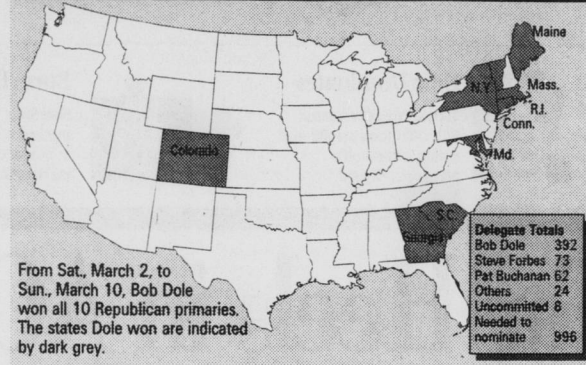 Maine
N.Y.
Mass.
R.I.
Conn.
Colorado
Md.
S.C.
Georgia
From Sat., March 2, to
Sun., March 10, Bob Dole
won all 10 Republican primaries.
The states Dole won are indicated
by dark grey.
Delegate Totals
Bob Dole 392
Steve Forbes 73
Pat Buchanan 62
Others 24
Uncommitted 8
Needed to
nominate 996